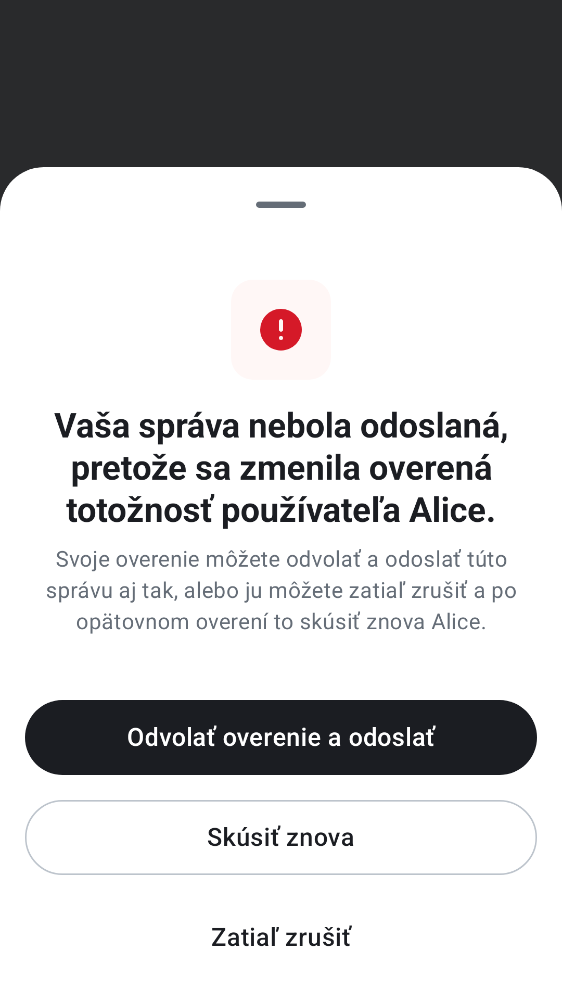 Vaša správa nebola odoslaná,
pretože sa zmenila overená
totožnosť používateľa Alice.
Svoje overenie môžete odvolať a odoslať túto
správu aj tak, alebo ju môžete zatiaľ zrušiť a po
opätovnom overení to skúsiť znova Alice.
Odvolať overenie a odoslať
Skúsiť znova
Zatiaľ zrušiť